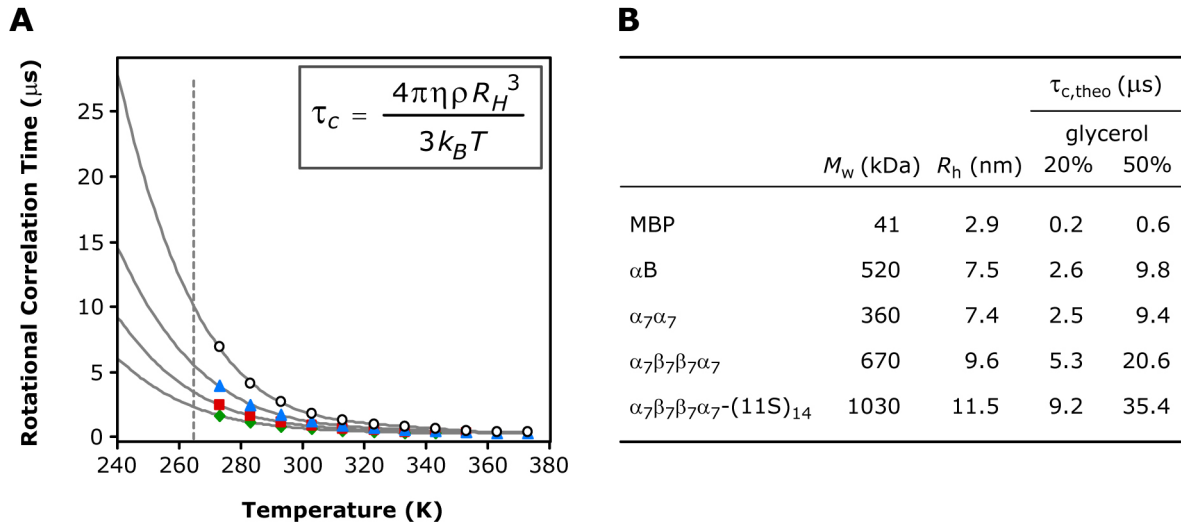 A
Rotational Correlation Time (μs)
25
20
15
10
5
0
τc = 4πηρRH3
3kBT
240 260 280 300 320 340 360 380
Temperature (K)
B
τc,theo (μs)
glycerol
Mw (kDa) Rh (nm) 20% 50%
MBP 41 2.9 0.2 0.6
αB 520 7.5 2.6 9.8
α7α7 360 7.4 2.5 9.4
α7β7β7α7 670 9.6 5.3 20.6
α7β7β7α7-(11S)14 1030 11.5 9.2 35.4